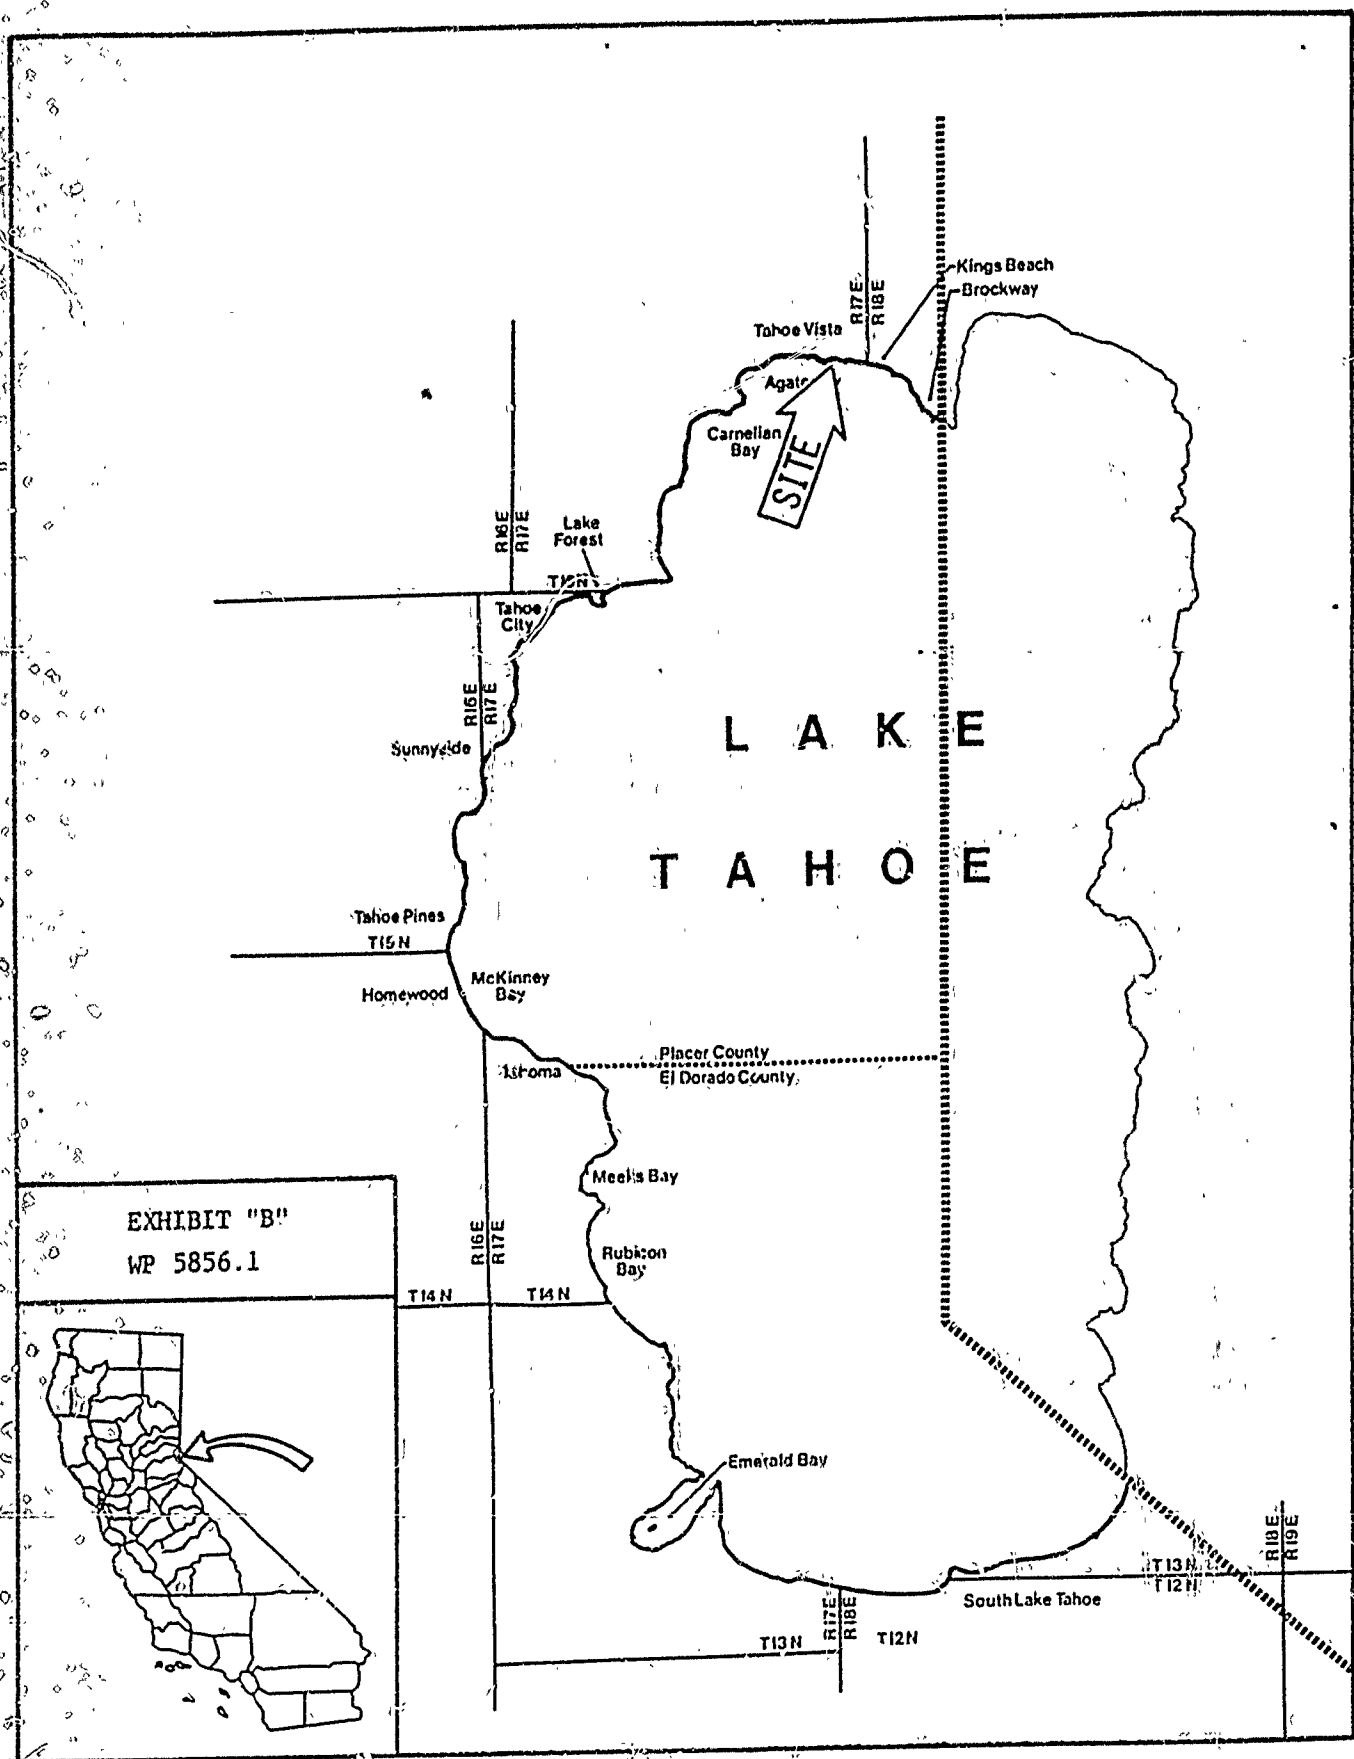 Kings Beach
Brockway
R17E
R18E
Tahoe Vista
Carnelian
Bay
SITE
R16E
R17E
Lake
Forest
Tahoe
City
R16E
R17E
Sunnyside
LAKE
TAHOE
Tahoe Pines
T15N
McKinney
Bay
Homewood
Placer County
El Dorado County
Meeks Bay
EXHIBIT "B"
WP 5856.1
R16E
R17E
Rubicon
Bay
T14N
T14N
Emerald Bay
R18E
R19E
T13N
T12N
South Lake Tahoe
R17E
R18E
T13N
T12N